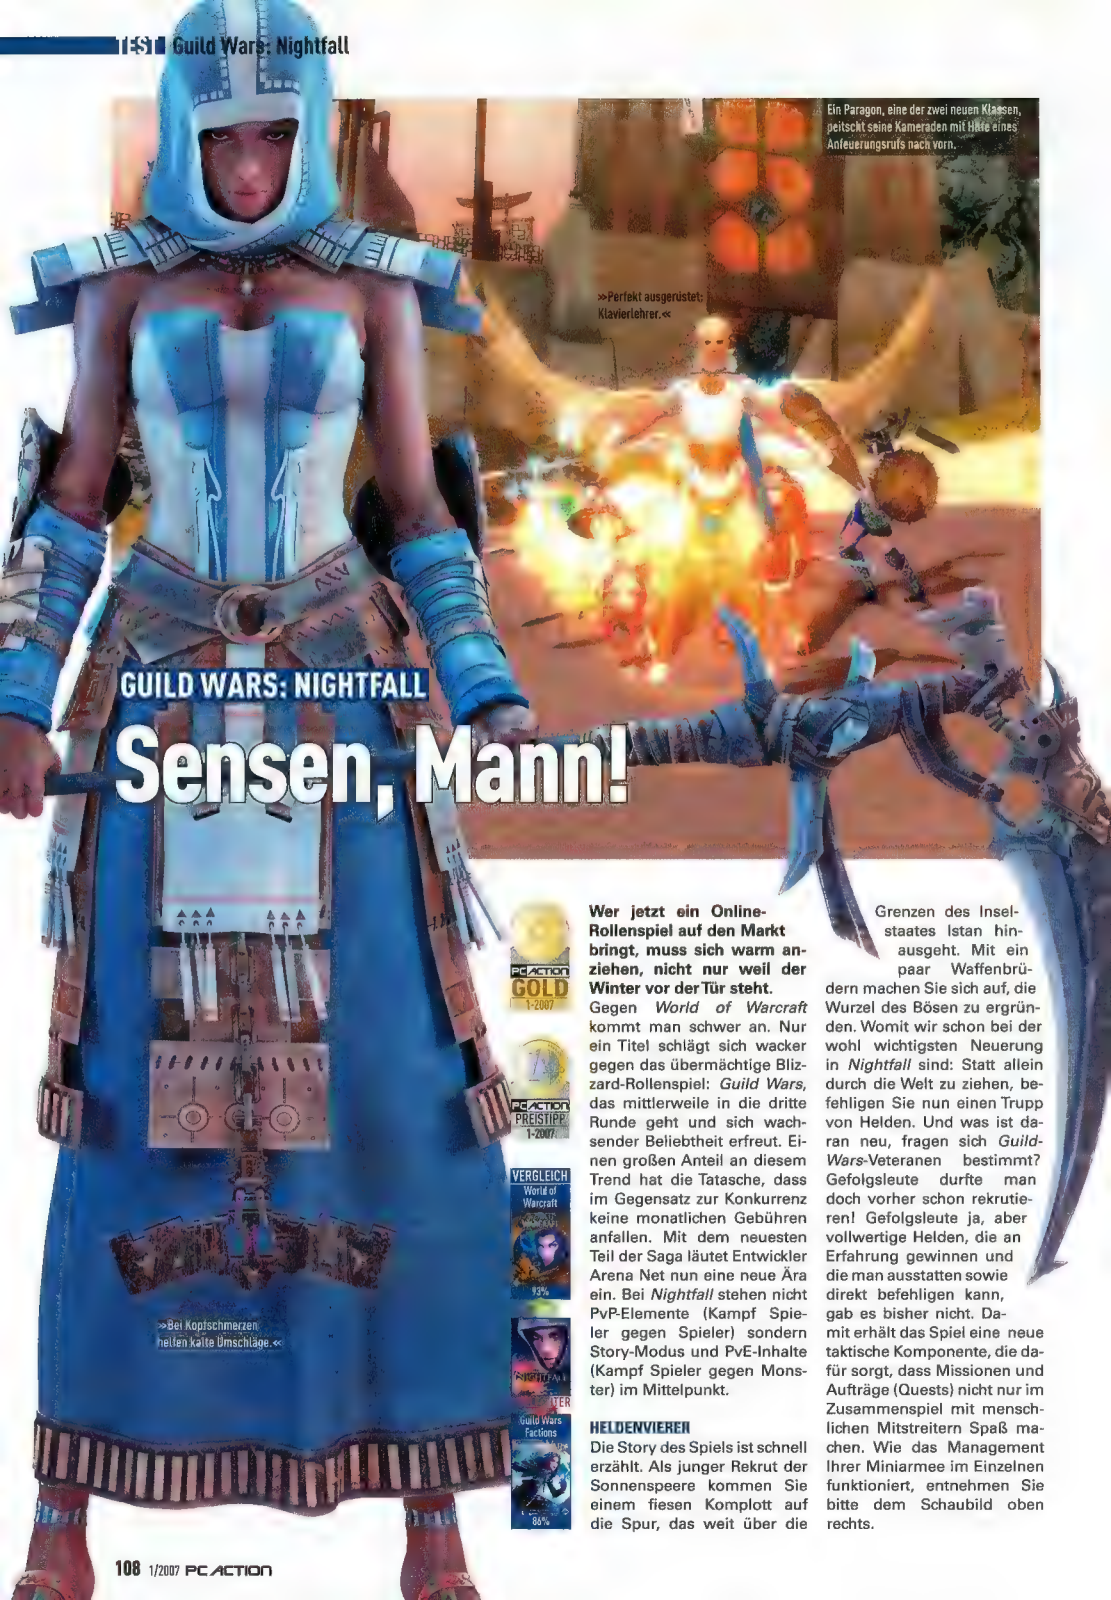 TEST Guild Wars: Nightfall
Ein Paragon, eine der zwei neuen Klassen,
peitscht seine Kameraden mit Hilfe eines
Anfeuerungsrufs nach vorn.
»Perfekt ausgerüstet:
Klavierlehrer.«
GUILD WARS: NIGHTFALL
Sensen, Mann!
PC ACTION
GOLD
1-2007
PC ACTION
PREISTIPP
1-2007
VERGLEICH
World of
Warcraft
93%
NIGHTFALL
Guild Wars
Factions
86%
»Bei Kopfschmerzen
helfen kalte Umschläge.«
Wer jetzt ein Online-
Rollenspiel auf den Markt
bringt, muss sich warm an-
ziehen, nicht nur weil der
Winter vor der Tür steht.
Gegen World of Warcraft
kommt man schwer an. Nur
ein Titel schlägt sich wacker
gegen das übermächtige Bliz-
zard-Rollenspiel: Guild Wars,
das mittlerweile in die dritte
Runde geht und sich wach-
sender Beliebtheit erfreut. Ei-
nen großen Anteil an diesem
Trend hat die Tatasche, dass
im Gegensatz zur Konkurrenz
keine monatlichen Gebühren
anfallen. Mit dem neuesten
Teil der Saga läutet Entwickler
Arena Net nun eine neue Ära
ein. Bei Nightfall stehen nicht
PvP-Elemente (Kampf Spie-
ler gegen Spieler) sondern
Story-Modus und PvE-Inhalte
(Kampf Spieler gegen Mons-
ter) im Mittelpunkt.
HELDENVIERER
Die Story des Spiels ist schnell
erzählt. Als junger Rekrut der
Sonnenspeere kommen Sie
einem fiesen Komplott auf
die Spur, das weit über die
Grenzen des Insel-
staates Istan hin-
ausgeht. Mit ein
paar Waffenbrü-
dern machen Sie sich auf, die
Wurzel des Bösen zu ergrün-
den. Womit wir schon bei der
wohl wichtigsten Neuerung
in Nightfall sind: Statt allein
durch die Welt zu ziehen, be-
fehligen Sie nun einen Trupp
von Helden. Und was ist da-
ran neu, fragen sich Guild-
Wars-Veteranen bestimmt?
Gefolgsleute durfte man
doch vorher schon rekrutie-
ren! Gefolgsleute ja, aber
vollwertige Helden, die an
Erfahrung gewinnen und
die man ausstatten sowie
direkt befehligen kann,
gab es bisher nicht. Da-
mit erhält das Spiel eine neue
taktische Komponente, die da-
für sorgt, dass Missionen und
Aufträge (Quests) nicht nur im
Zusammenspiel mit mensch-
lichen Mitstreitern Spaß ma-
chen. Wie das Management
Ihrer Miniarmee im Einzelnen
funktioniert, entnehmen Sie
bitte dem Schaubild oben
rechts.
108 1/2007 PC ACTION